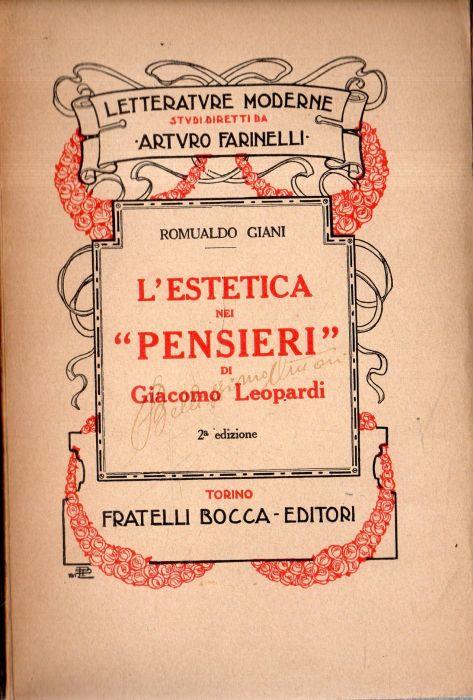 LETTERATVRE MODERNE
STVDI DIRETTI DA
·ARTVRO FARINELLI·
ROMUALDO GIANI
L'ESTETICA
NEI
“PENSIERI”
DI
Giacomo Leopardi
2ª edizione
TORINO
FRATELLI BOCCA - EDITORI